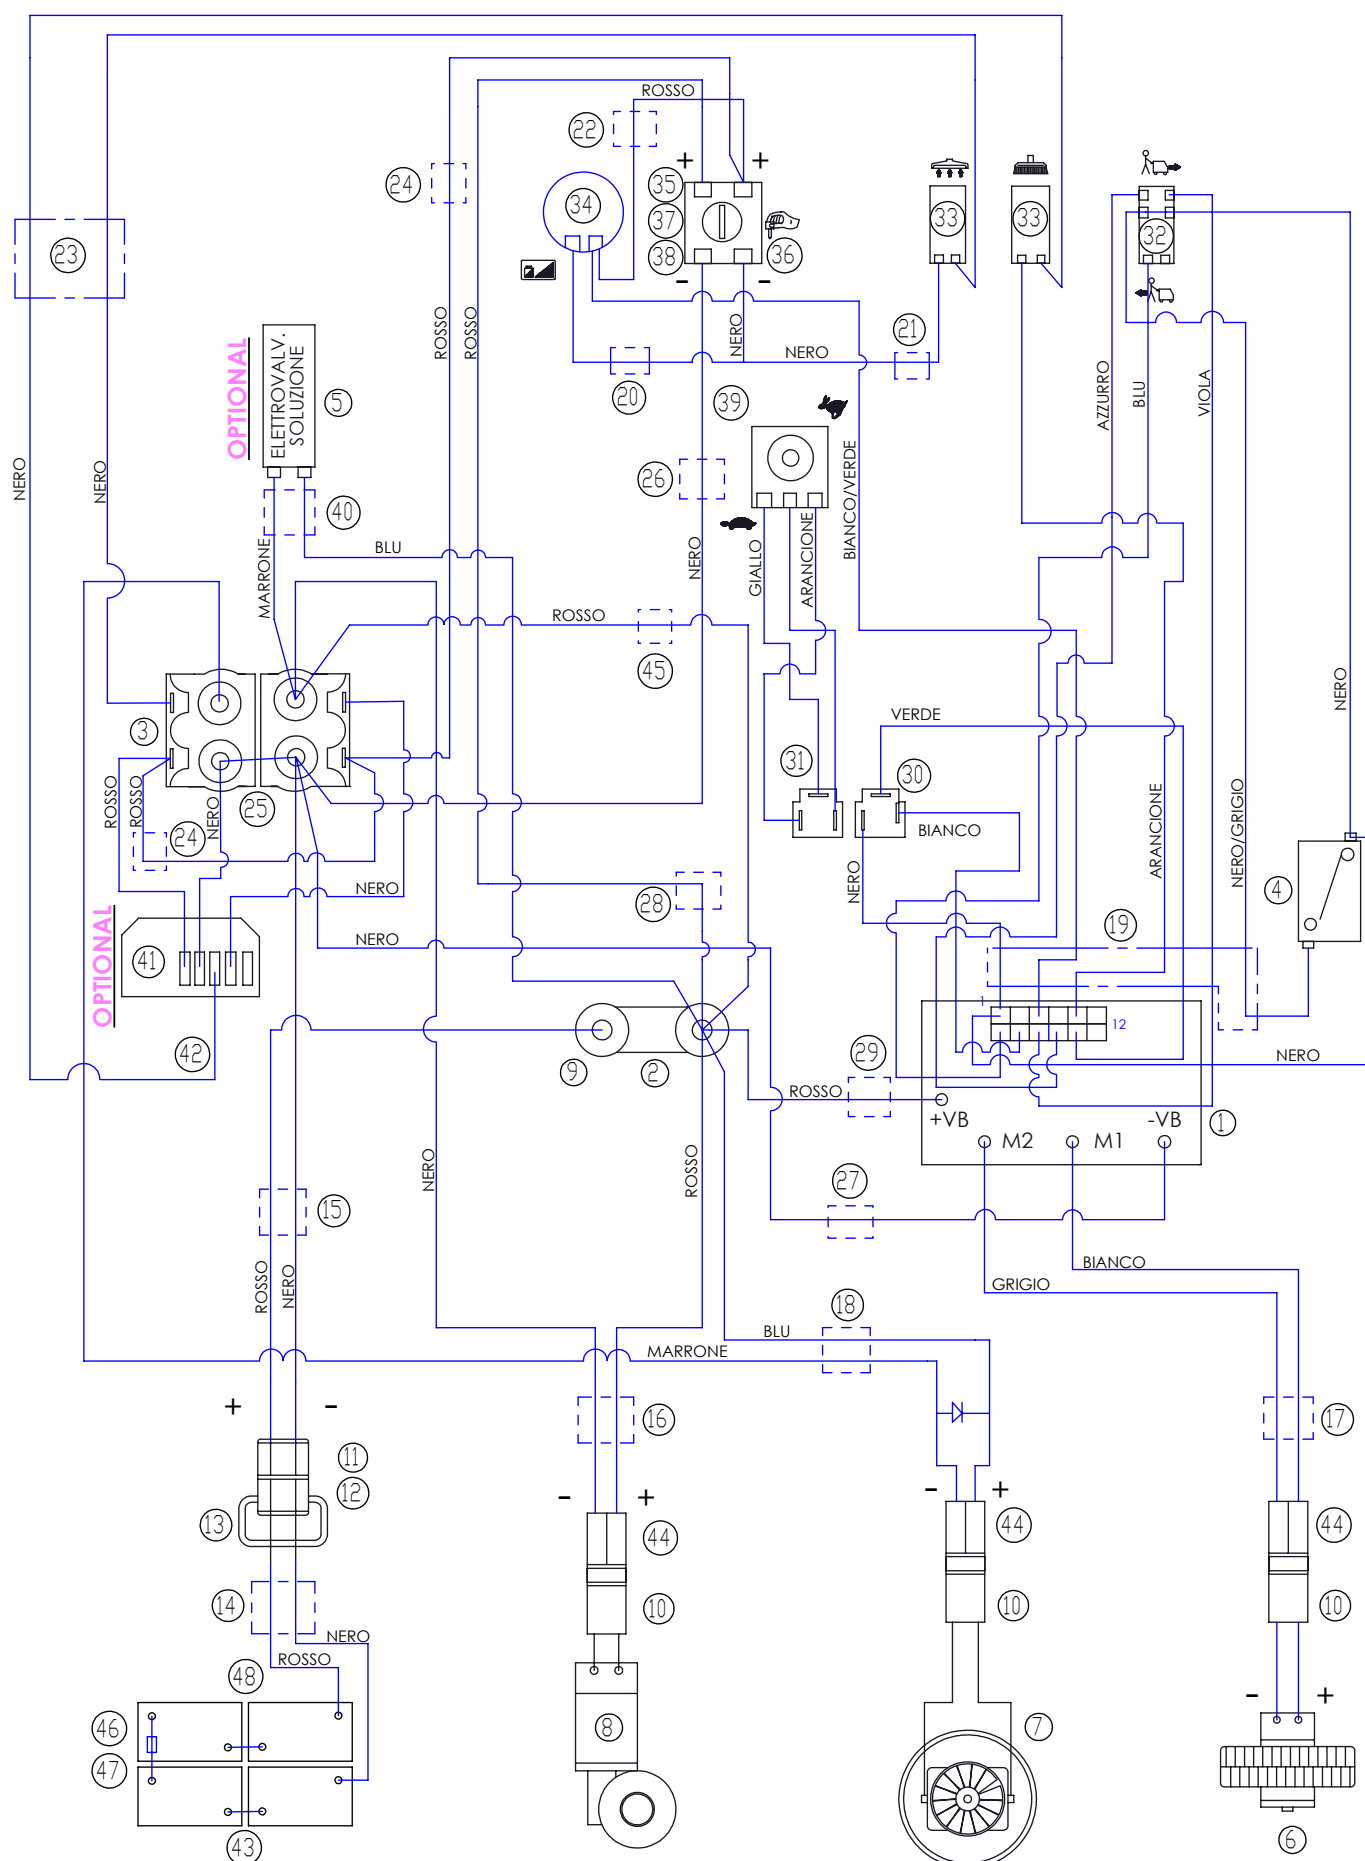 ROSSO
22
+
+
24
35
34
37
33
33
32
38
36
23
-
-
ROSSO
ROSSO
NERO
NERO
21
20
39
OPTIONAL
ELETTROVALV.
SOLUZIONE
5
AZZURRO
BLU
VIOLA
NERO
NERO
26
40
BIANCO/VERDE
MARRONE
BLU
NERO
GIALLO
ARANCIONE
ROSSO
45
NERO
3
VERDE
31
30
ROSSO
ROSSO
NERO
25
24
BIANCO
ARANCIONE
NERO/GRIGIO
NERO
NERO
28
4
OPTIONAL
41
NERO
19
1
12
42
9
2
29
NERO
ROSSO
+VB
-VB
1
M2
M1
NERO
ROSSO
27
15
ROSSO
NERO
BIANCO
GRIGIO
18
BLU
MARRONE
+
-
16
17
11
12
13
-
+
-
+
44
44
44
14
10
10
10
NERO
ROSSO
48
46
47
8
7
-
+
43
6